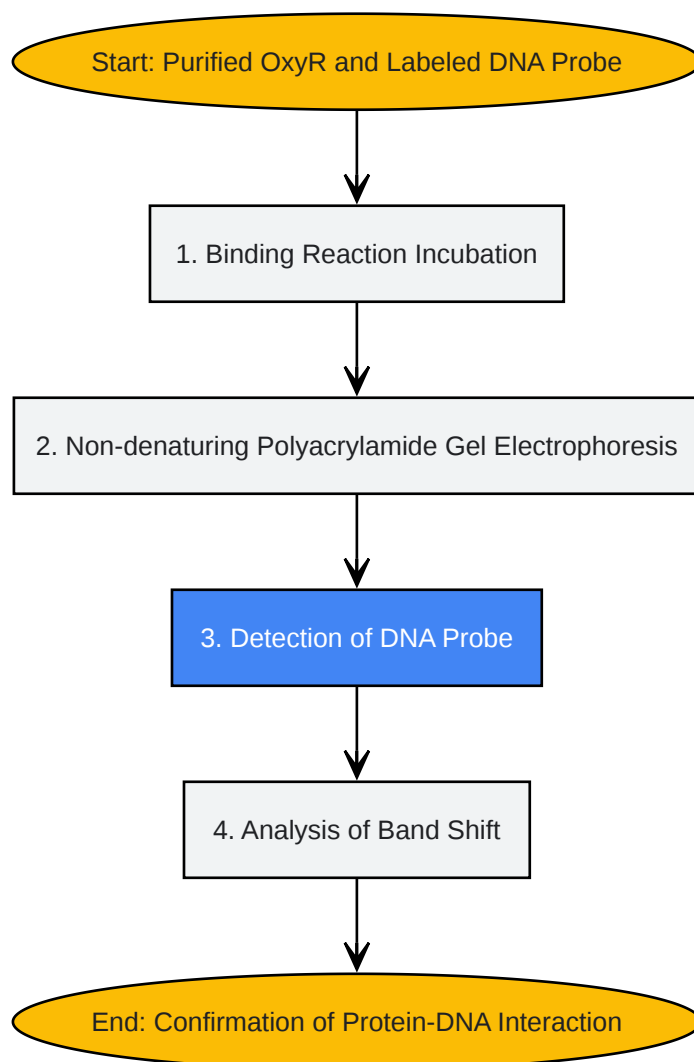 Start: Purified OxyR and Labeled DNA Probe
1. Binding Reaction Incubation
2. Non-denaturing Polyacrylamide Gel Electrophoresis
3. Detection of DNA Probe
4. Analysis of Band Shift
End: Confirmation of Protein-DNA Interaction